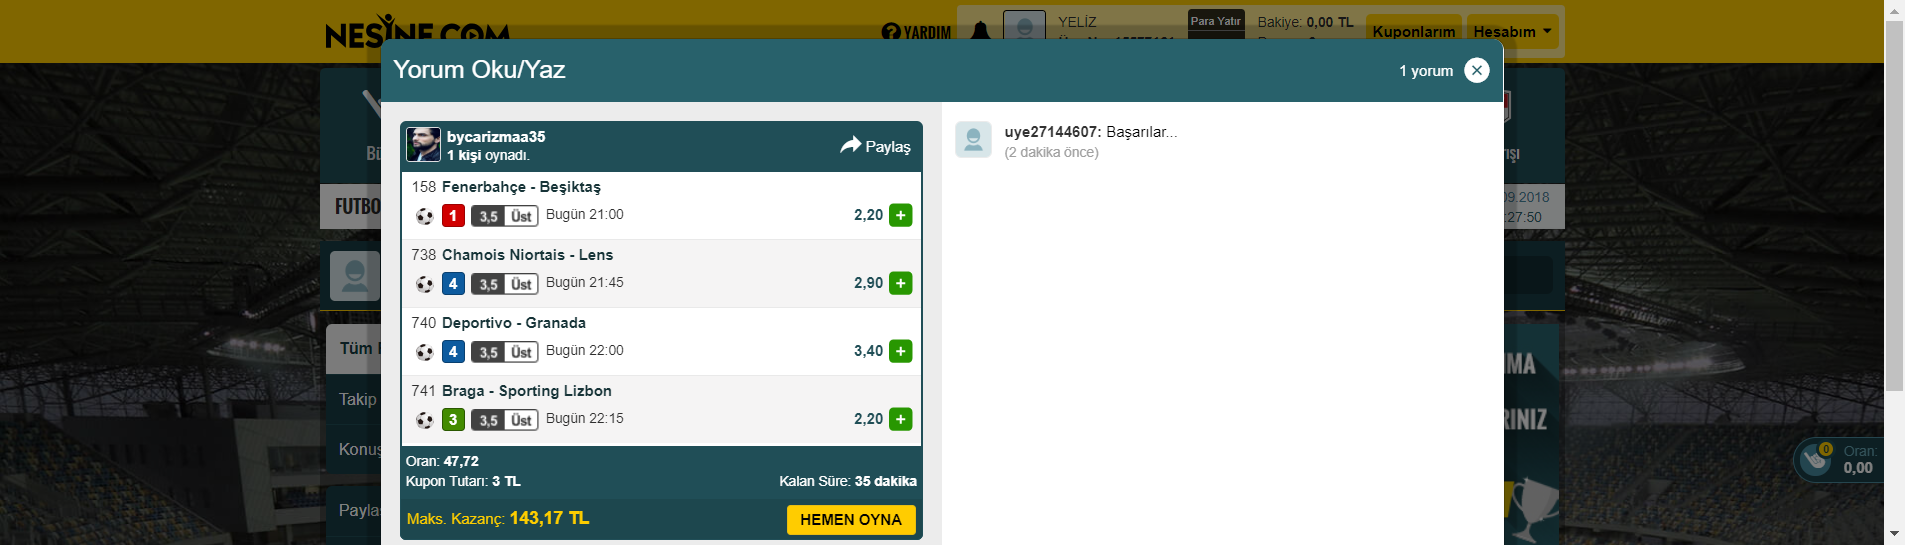 NESİNE.COM
YARDIM
YELİZ
Para Yatır
Bakiye: 0,00 TL
Kuponlarım
Hesabım
Yorum Oku/Yaz
1 yorum
bycarizmaa35
1 kişi oynadı.
Paylaş
158 Fenerbahçe - Beşiktaş
1 3,5 Üst Bugün 21:00 2,20 +
738 Chamois Niortais - Lens
4 3,5 Üst Bugün 21:45 2,90 +
740 Deportivo - Granada
4 3,5 Üst Bugün 22:00 3,40 +
741 Braga - Sporting Lizbon
3 3,5 Üst Bugün 22:15 2,20 +
Oran: 47,72
Kupon Tutarı: 3 TL
Kalan Süre: 35 dakika
Maks. Kazanç: 143,17 TL
HEMEN OYNA
uye27144607: Başarılar...
(2 dakika önce)
FUTBO
09.2018
:27:50
Tüm
Takip
Konuş
Payla
IMA
RINIZ
0
Oran:
0,00